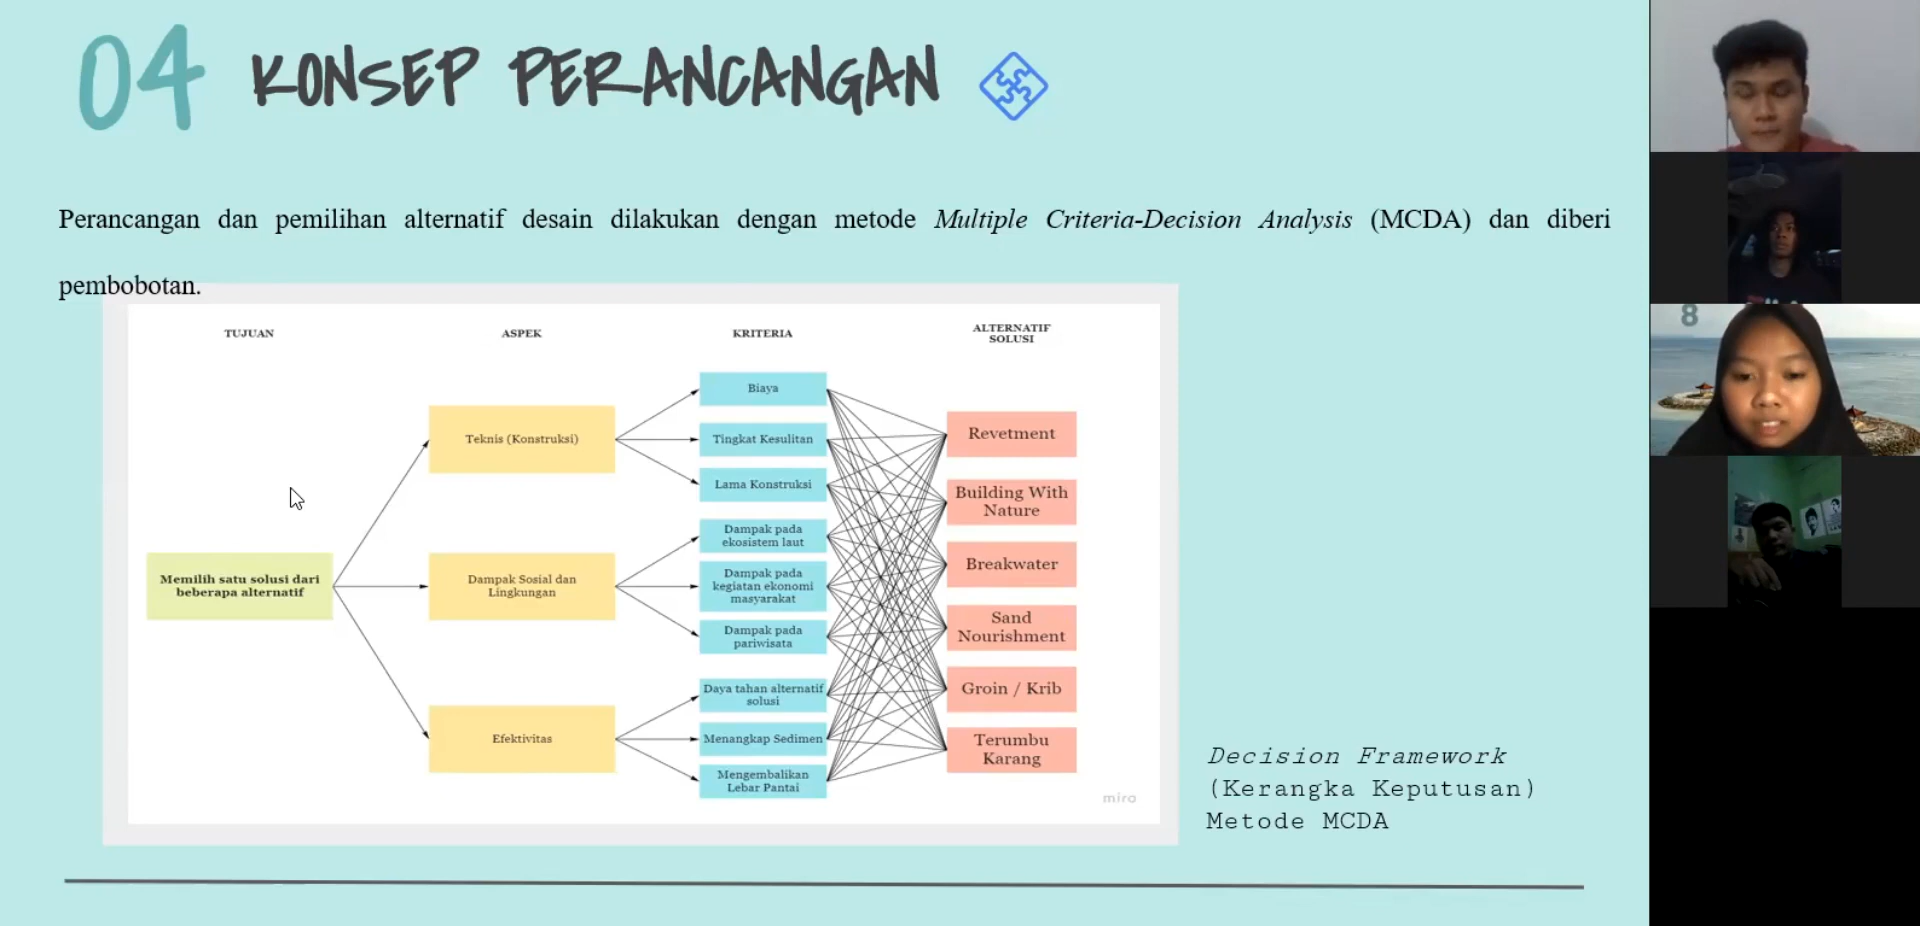 04 KONSEP PERANCANGAN
Perancangan dan pemilihan alternatif desain dilakukan dengan metode Multiple Criteria-Decision Analysis (MCDA) dan diberi
pembobotan.
TUJUAN
ASPEK
KRITERIA
ALTERNATIF
SOLUSI
Memilih satu solusi dari
beberapa alternatif
Teknis (Konstruksi)
Dampak Sosial dan
Lingkungan
Efektivitas
Biaya
Tingkat Kesulitan
Lama Konstruksi
Dampak pada
ekosistem laut
Dampak pada
kegiatan ekonomi
masyarakat
Dampak pada
pariwisata
Daya tahan alternatif
solusi
Menangkap Sedimen
Mengembalikan
Lebar Pantai
Revetment
Building With
Nature
Breakwater
Sand
Nourishment
Groin / Krib
Terumbu
Karang
miro
Decision Framework
(Kerangka Keputusan)
Metode MCDA
8